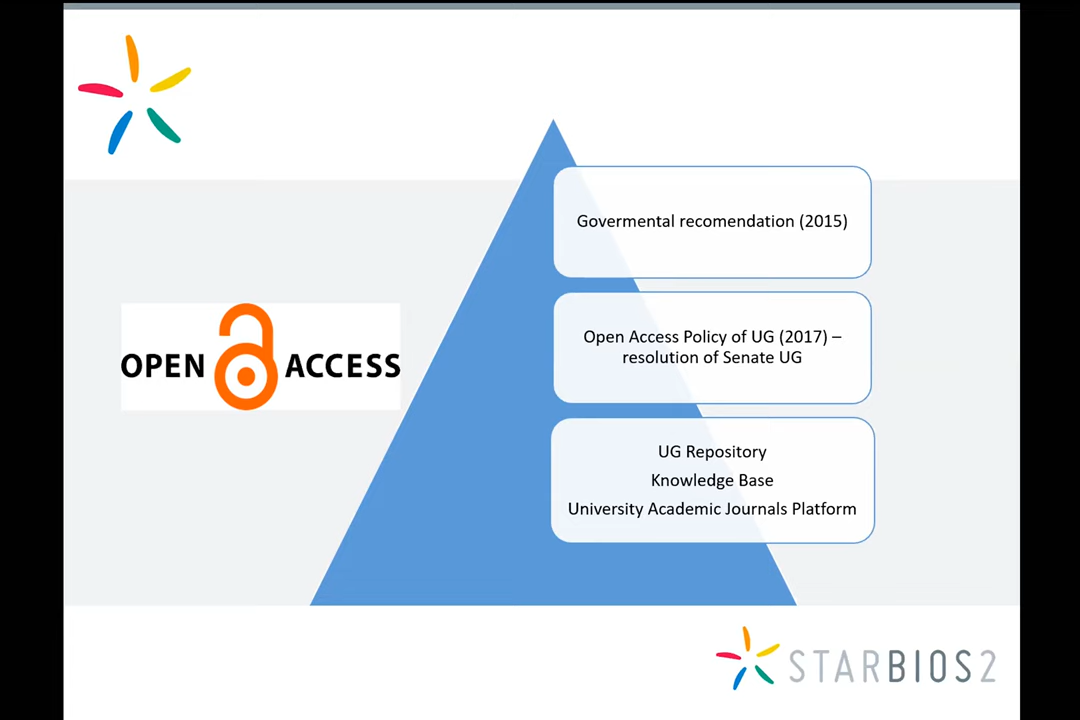 Govermental recomendation (2015)
OPEN ACCESS
Open Access Policy of UG (2017) –
resolution of Senate UG
UG Repository
Knowledge Base
University Academic Journals Platform
STARBIOS2